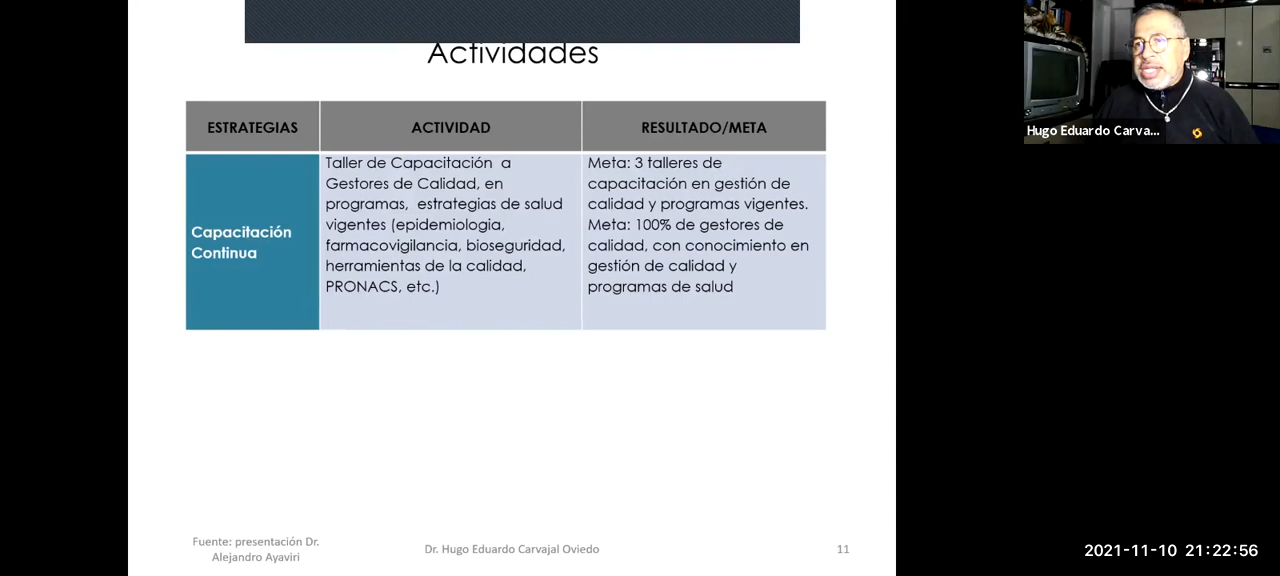 Actividades
ESTRATEGIAS
ACTIVIDAD
RESULTADO/META
Capacitación
Continua
Taller de Capacitación a
Gestores de Calidad, en
programas, estrategias de salud
vigentes (epidemiologia,
farmacovigilancia, bioseguridad,
herramientas de la calidad,
PRONACS, etc.)
Meta: 3 talleres de
capacitación en gestión de
calidad y programas vigentes.
Meta: 100% de gestores de
calidad, con conocimiento en
gestión de calidad y
programas de salud
Fuente: presentación Dr.
Alejandro Ayaviri
Dr. Hugo Eduardo Carvajal Oviedo
11
Hugo Eduardo Carva...
2021-11-10 21:22:56